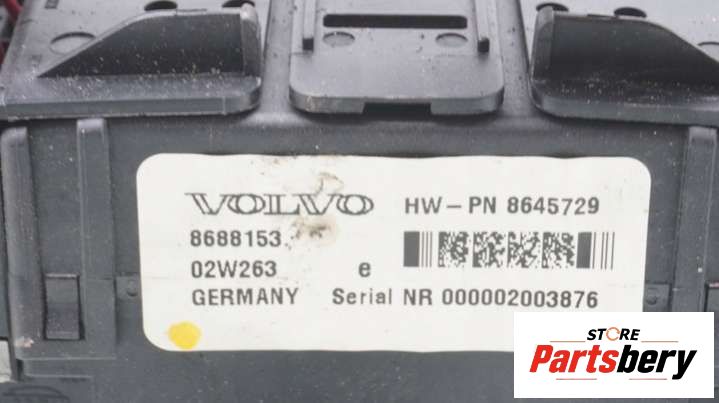 VOLVO HW-PN 8645729
8688153
02W263 e
GERMANY Serial NR 000002003876
STORE
Partsbery